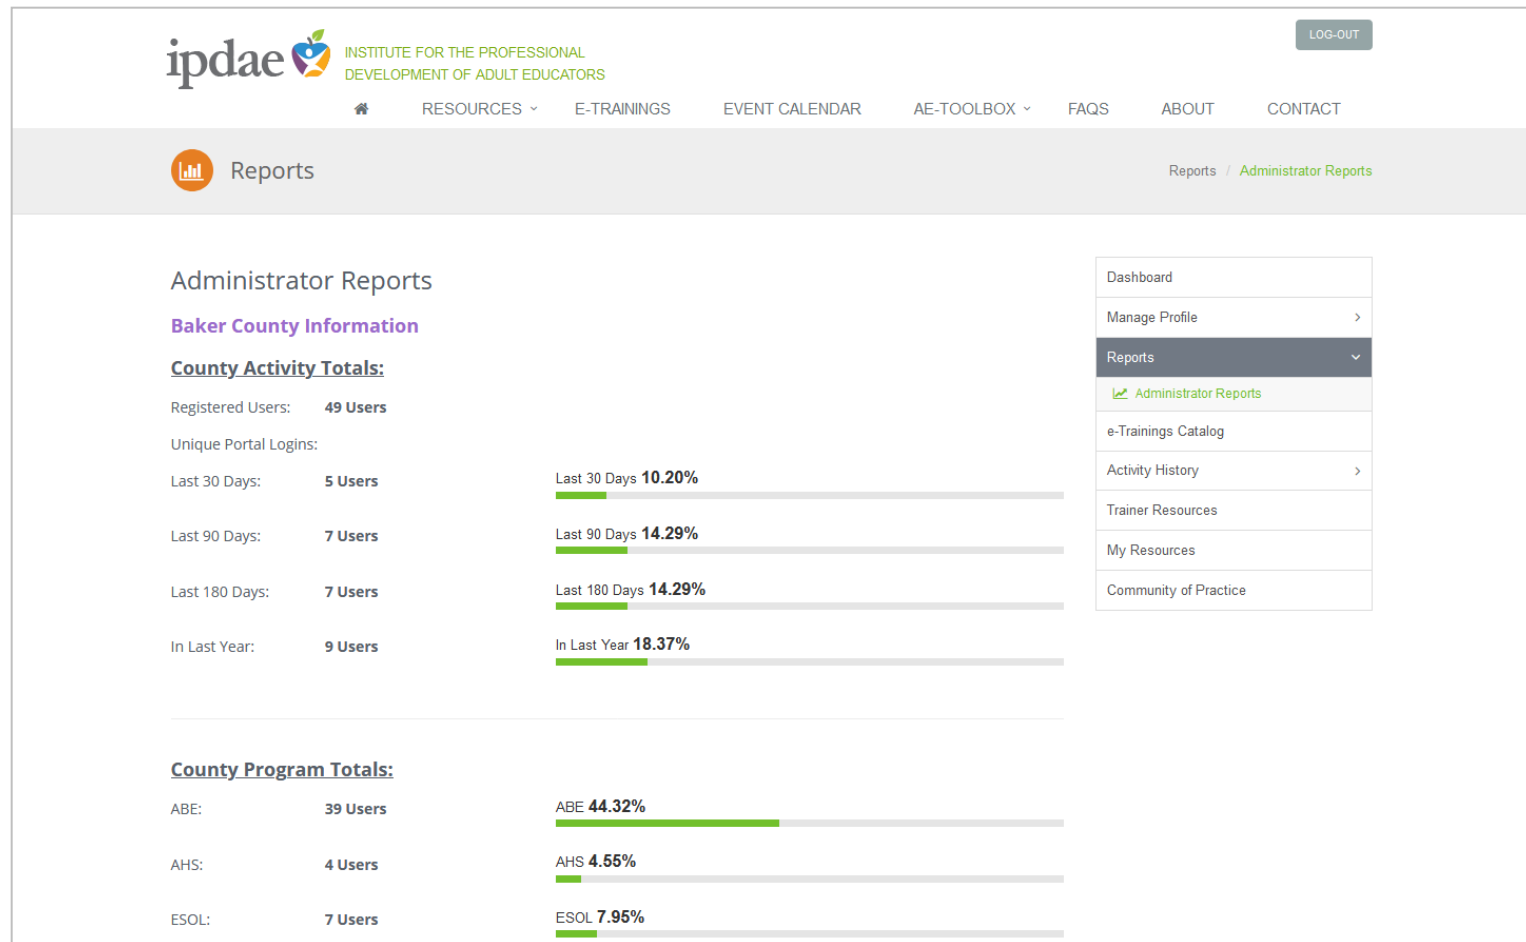 LOG-OUT
ipdae
INSTITUTE FOR THE PROFESSIONAL
DEVELOPMENT OF ADULT EDUCATORS
RESOURCES E-TRAININGS EVENT CALENDAR AE-TOOLBOX FAQS ABOUT CONTACT
Reports
Reports / Administrator Reports
Administrator Reports
Baker County Information
County Activity Totals:
Registered Users: 49 Users
Unique Portal Logins:
Last 30 Days: 5 Users Last 30 Days 10.20%
Last 90 Days: 7 Users Last 90 Days 14.29%
Last 180 Days: 7 Users Last 180 Days 14.29%
In Last Year: 9 Users In Last Year 18.37%
County Program Totals:
ABE: 39 Users ABE 44.32%
AHS: 4 Users AHS 4.55%
ESOL: 7 Users ESOL 7.95%
Dashboard
Manage Profile
Reports
Administrator Reports
e-Trainings Catalog
Activity History
Trainer Resources
My Resources
Community of Practice